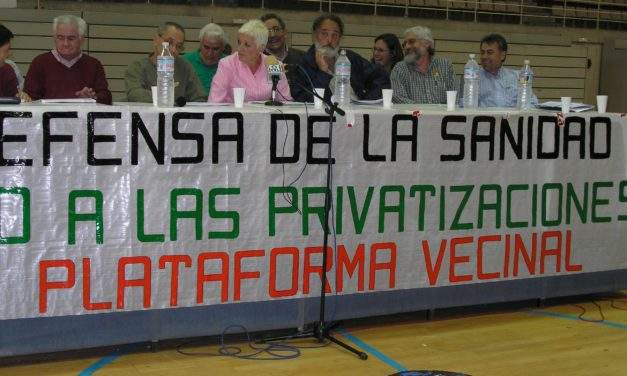 EFENSA DE LA SANIDAD
O A LAS PRIVATIZACIONES
PLATAFORMA VECINAL